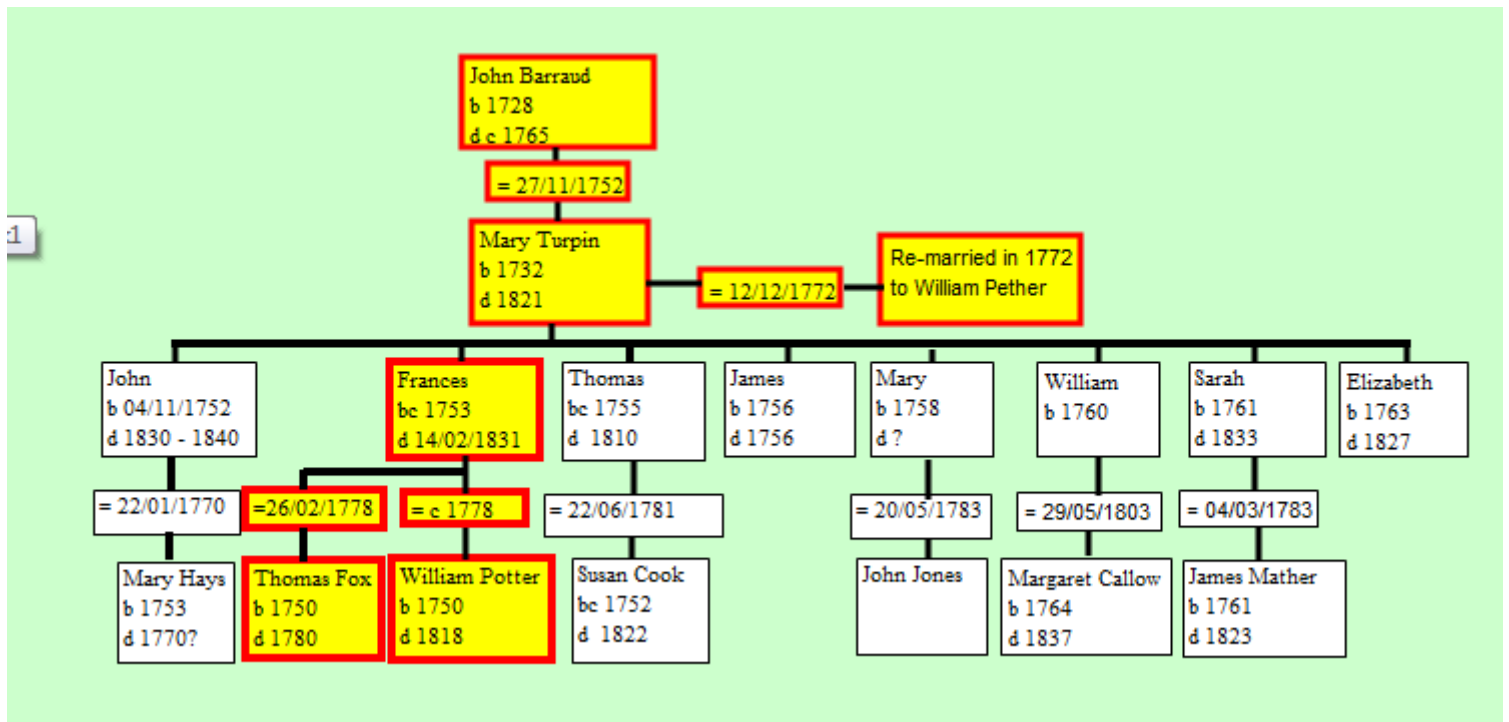 John Barraud
b 1728
d c 1765
= 27/11/1752
:1
Mary Turpin
b 1732
d 1821
= 12/12/1772
Re-married in 1772
to William Pether
John
b 04/11/1752
d 1830 - 1840
Frances
bc 1753
d 14/02/1831
Thomas
bc 1755
d 1810
James
b 1756
d 1756
Mary
b 1758
d ?
William
b 1760
Sarah
b 1761
d 1833
Elizabeth
b 1763
d 1827
= 22/01/1770
=26/02/1778
= c 1778
= 22/06/1781
= 20/05/1783
= 29/05/1803
= 04/03/1783
Mary Hays
b 1753
d 1770?
Thomas Fox
b 1750
d 1780
William Potter
b 1750
d 1818
Susan Cook
bc 1752
d 1822
John Jones
Margaret Callow
b 1764
d 1837
James Mather
b 1761
d 1823